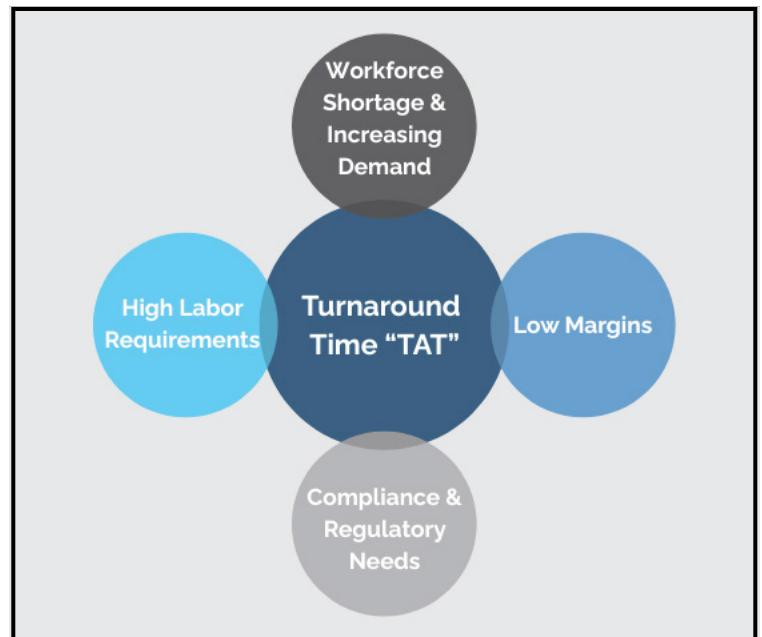 Workforce
Shortage &
Increasing
Demand
High Labor
Requirements
Turnaround
Time “TAT”
Low Margins
Compliance &
Regulatory
Needs